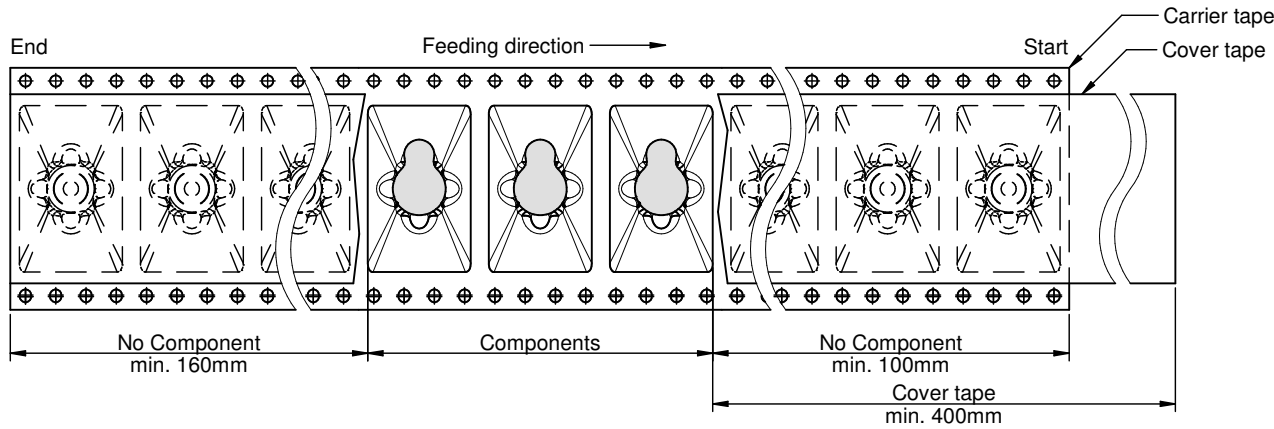 Carrier tape
End
Feeding direction
Start
Cover tape
No Component
min. 160mm
Components
No Component
min. 100mm
Cover tape
min. 400mm